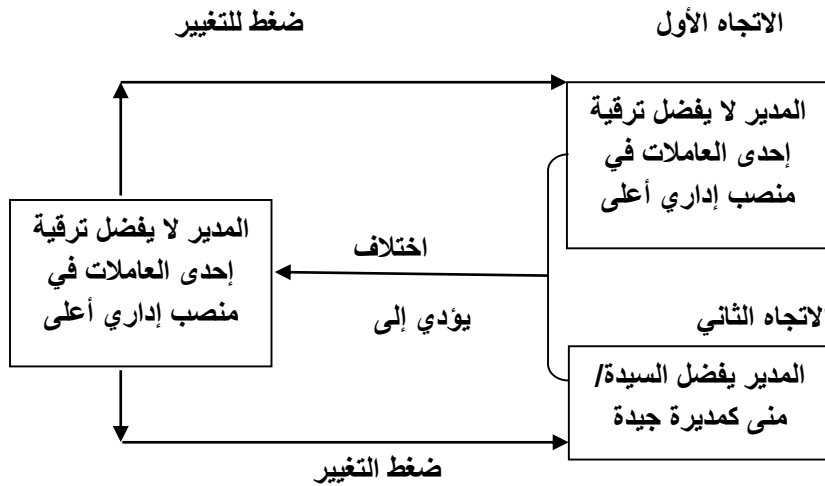 الاتجاه الأول
ضغط للتغيير
المدير لا يفضل ترقية
إحدى العاملات في
منصب إداري أعلى
المدير لا يفضل ترقية
إحدى العاملات في
منصب إداري أعلى
اختلاف
يؤدي إلى
لاتجاه الثاني
المدير يفضل السيدة/
منى كمديرة جيدة
ضغط التغيير